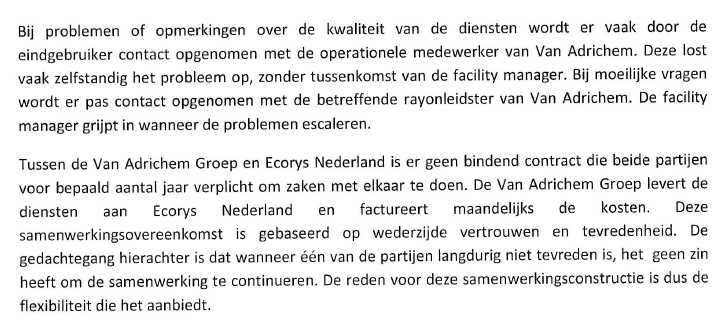 Bij problemen of opmerkingen over de kwaliteit van de diensten wordt er vaak door de
eindgebruiker contact opgenomen met de operationele medewerker van Van Adrichem. Deze lost
vaak zelfstandig het probleem op, zonder tussenkomst van de facility manager. Bij moeilijke vragen
wordt er pas contact opgenomen met de betreffende rayonleidster van Van Adrichem. De facility
manager grijpt in wanneer de problemen escaleren.
Tussen de Van Adrichem Groep en Ecorys Nederland is er geen bindend contract die beide partijen
voor bepaald aantal jaar verplicht om zaken met elkaar te doen. De Van Adrichem Groep levert de
diensten aan Ecorys Nederland en factureert maandelijks de kosten. Deze
samenwerkingsovereenkomst is gebaseerd op wederzijde vertrouwen en tevredenheid. De
gedachtegang hierachter is dat wanneer één van de partijen langdurig niet tevreden is, het geen zin
heeft om de samenwerking te continueren. De reden voor deze samenwerkingsconstructie is dus de
flexibiliteit die het aanbiedt.